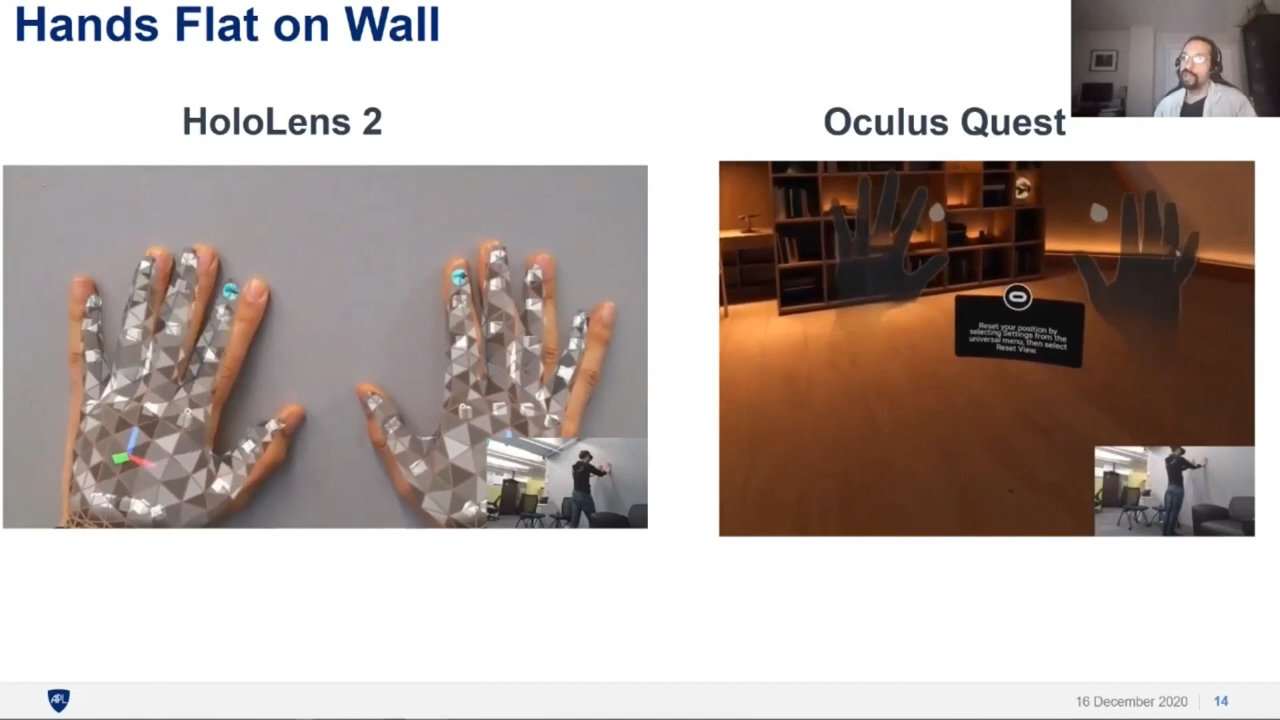 Hands Flat on Wall
HoloLens 2
Oculus Quest
Reset your position by
selecting Settings from the
universal menu, then select
Reset View.
APL
16 December 2020
14